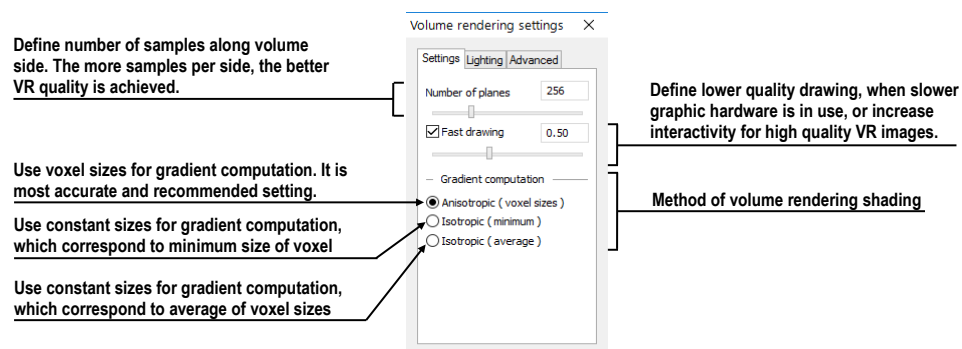 Volume rendering settings
Define number of samples along volume
side. The more samples per side, the better
VR quality is achieved.
Settings Lighting Advanced
Number of planes 256
Fast drawing 0.50
Define lower quality drawing, when slower
graphic hardware is in use, or increase
interactivity for high quality VR images.
Use voxel sizes for gradient computation. It is
most accurate and recommended setting.
Gradient computation
Anisotropic ( voxel sizes )
Isotropic ( minimum )
Isotropic ( average )
Method of volume rendering shading
Use constant sizes for gradient computation,
which correspond to minimum size of voxel
Use constant sizes for gradient computation,
which correspond to average of voxel sizes